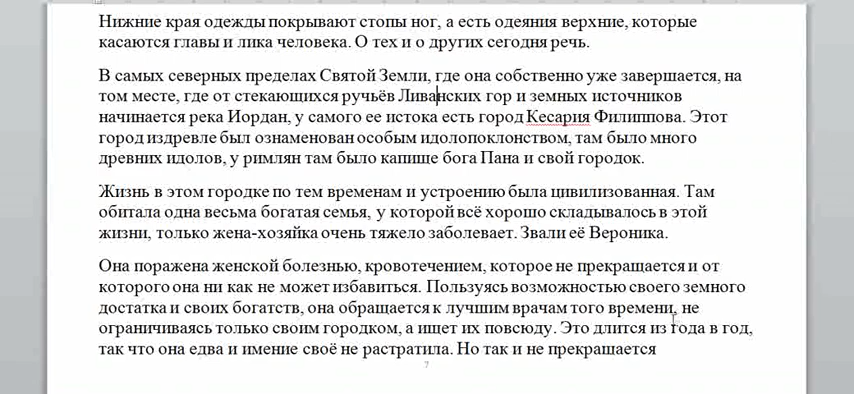 Нижние края одежды покрывают стопы ног, а есть одеяния верхние, которые
касаются главы и лика человека. О тех и о других сегодня речь.
В самых северных пределах Святой Земли, где она собственно уже завершается, на
том месте, где от стекающихся ручьёв Ливанских гор и земных источников
начинается река Иордан, у самого ее истока есть город Кесария Филиппова. Этот
город издревле был ознаменован особым идолопоклонством, там было много
древних идолов, у римлян там было капище бога Пана и свой городок.
Жизнь в этом городке по тем временам и устроению была цивилизованная. Там
обитала одна весьма богатая семья, у которой всё хорошо складывалось в этой
жизни, только жена-хозяйка очень тяжело заболевает. Звали её Вероника.
Она поражена женской болезнью, кровотечением, которое не прекращается и от
которого она ни как не может избавиться. Пользуясь возможностью своего земного
достатка и своих богатств, она обращается к лучшим врачам того времени, не
ограничиваясь только своим городком, а ищет их повсюду. Это длится из года в год,
так что она едва и имение своё не растратила. Но так и не прекрашается
7